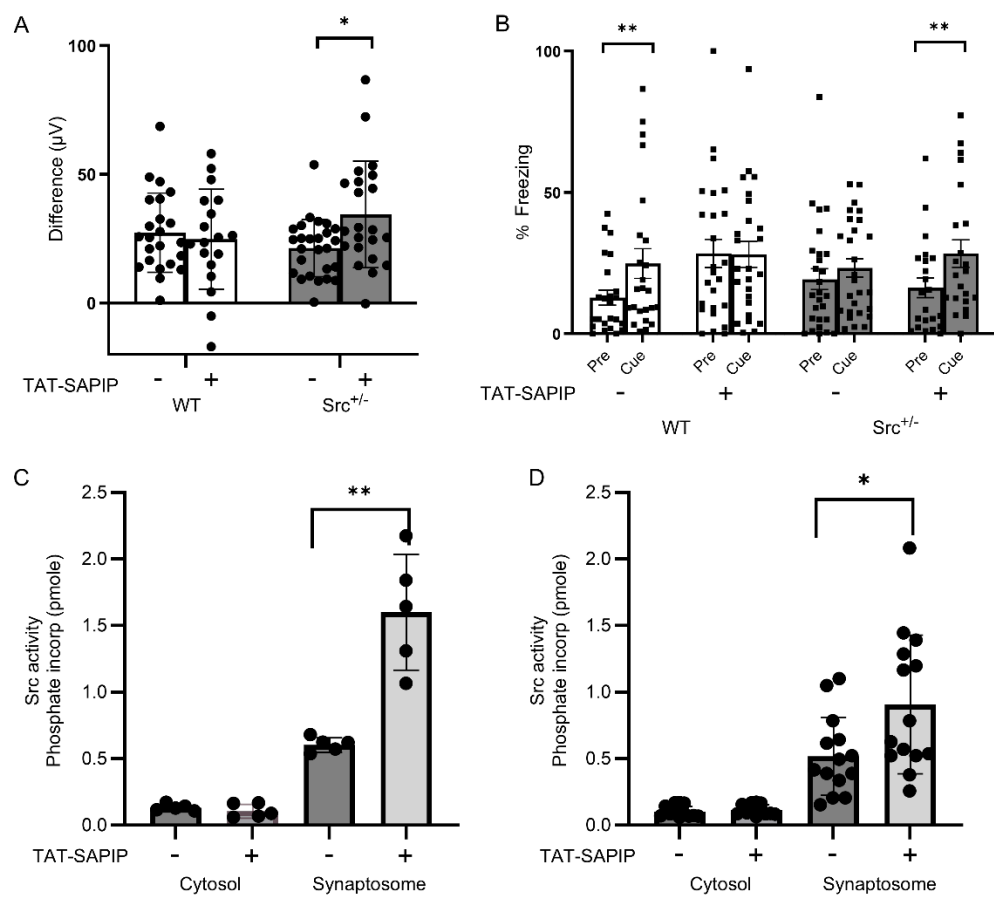 A
*
100
50
0
Difference (µV)
TAT-SAPIP
- + - +
WT Src+/-
B
** **
100
50
0
% Freezing
Pre Cue Pre Cue Pre Cue Pre Cue
TAT-SAPIP - + - +
WT Src+/-
C
**
2.5
2.0
1.5
1.0
0.5
0.0
Src activity
Phosphate incorp (pmole)
TAT-SAPIP - + - +
Cytosol Synaptosome
D
*
2.5
2.0
1.5
1.0
0.5
0.0
Src activity
Phosphate incorp (pmole)
TAT-SAPIP - + - +
Cytosol Synaptosome